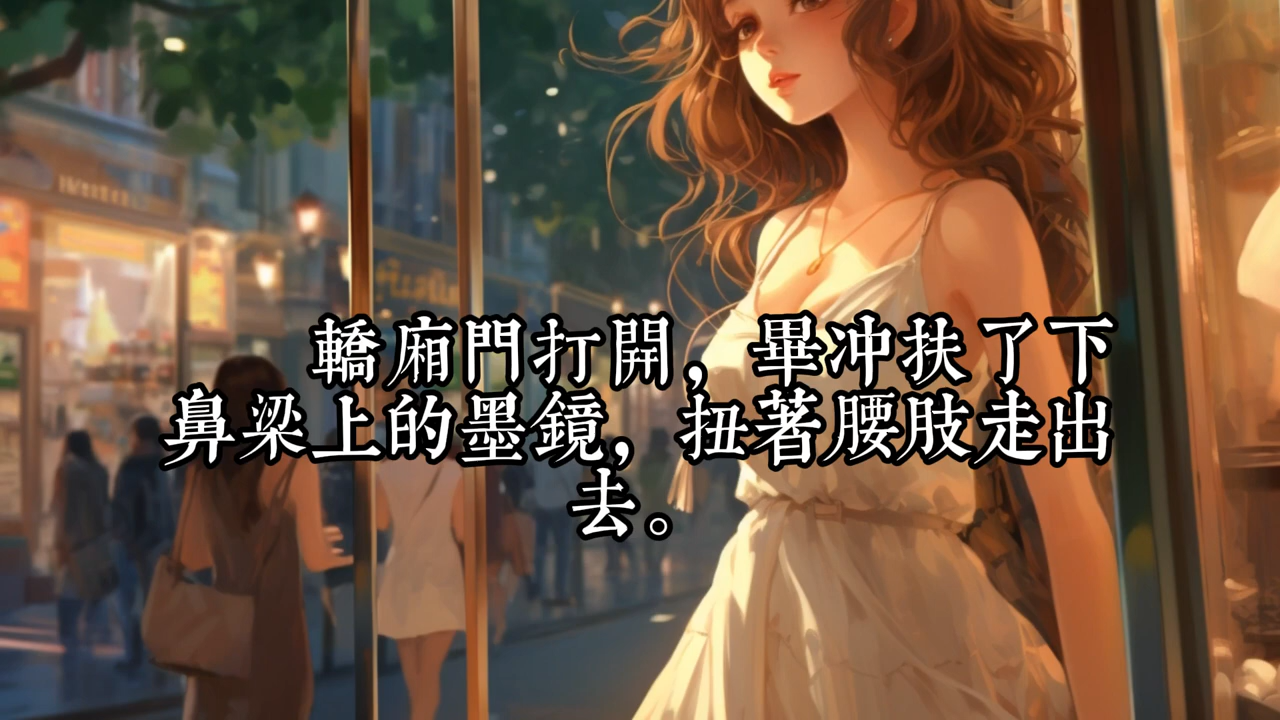 轎廂門打開，畢冲扶了下
鼻梁上的墨鏡，扭著腰肢走出
去。